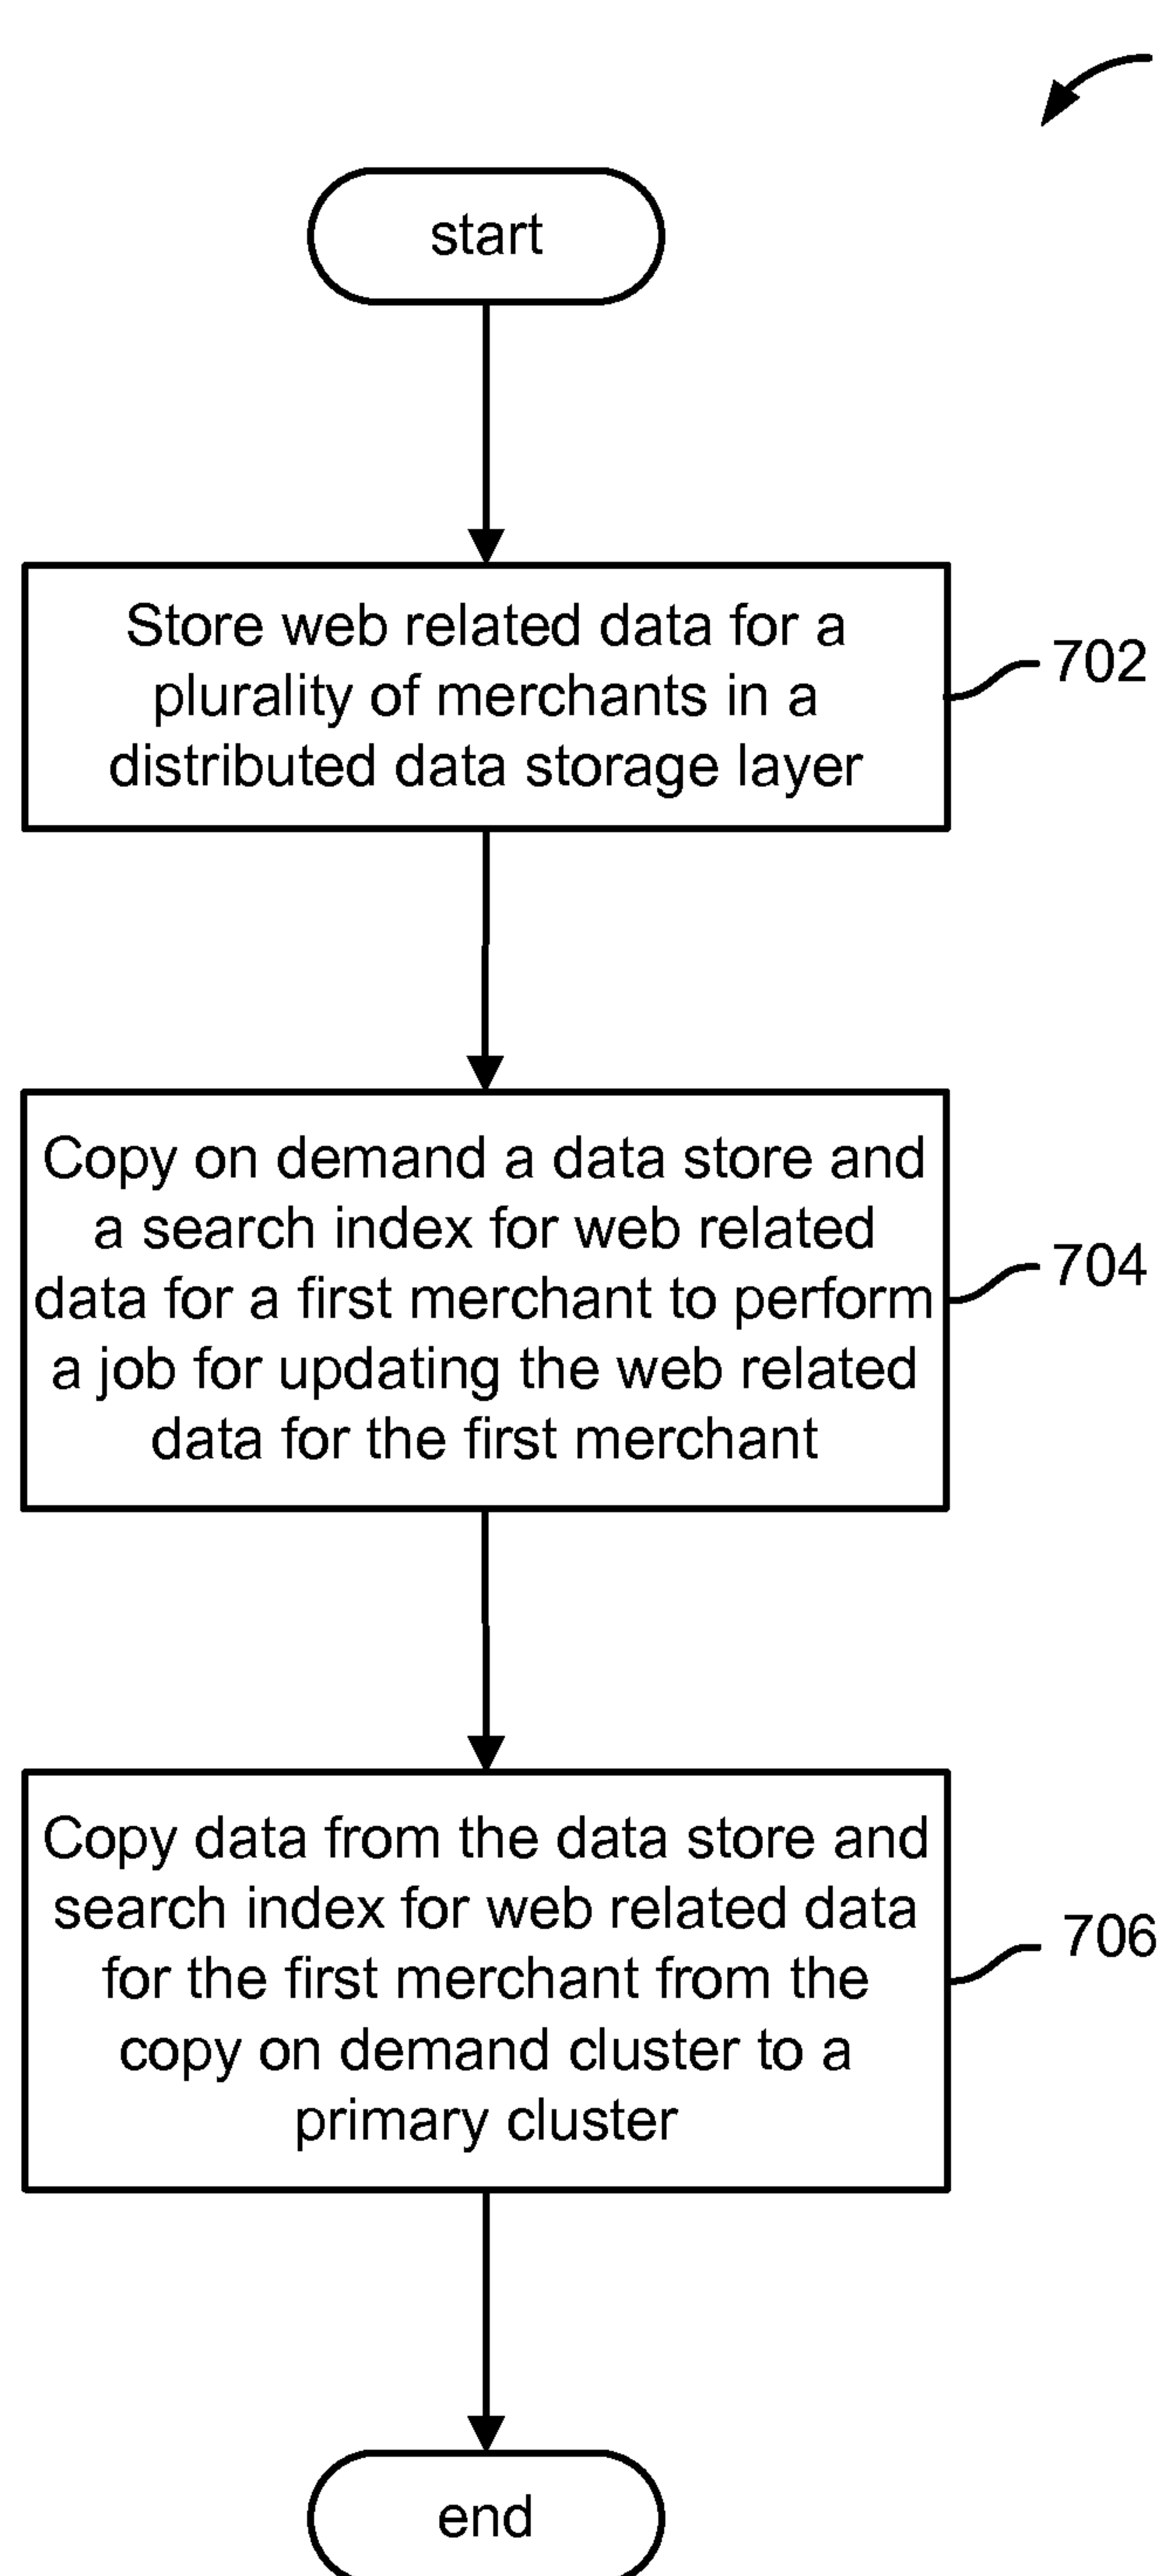 start
Store web related data for a
plurality of merchants in a
distributed data storage layer
702
Copy on demand a data store and
a search index for web related
data for a first merchant to perform
a job for updating the web related
data for the first merchant
704
Copy data from the data store and
search index for web related data
for the first merchant from the
copy on demand cluster to a
primary cluster
706
end